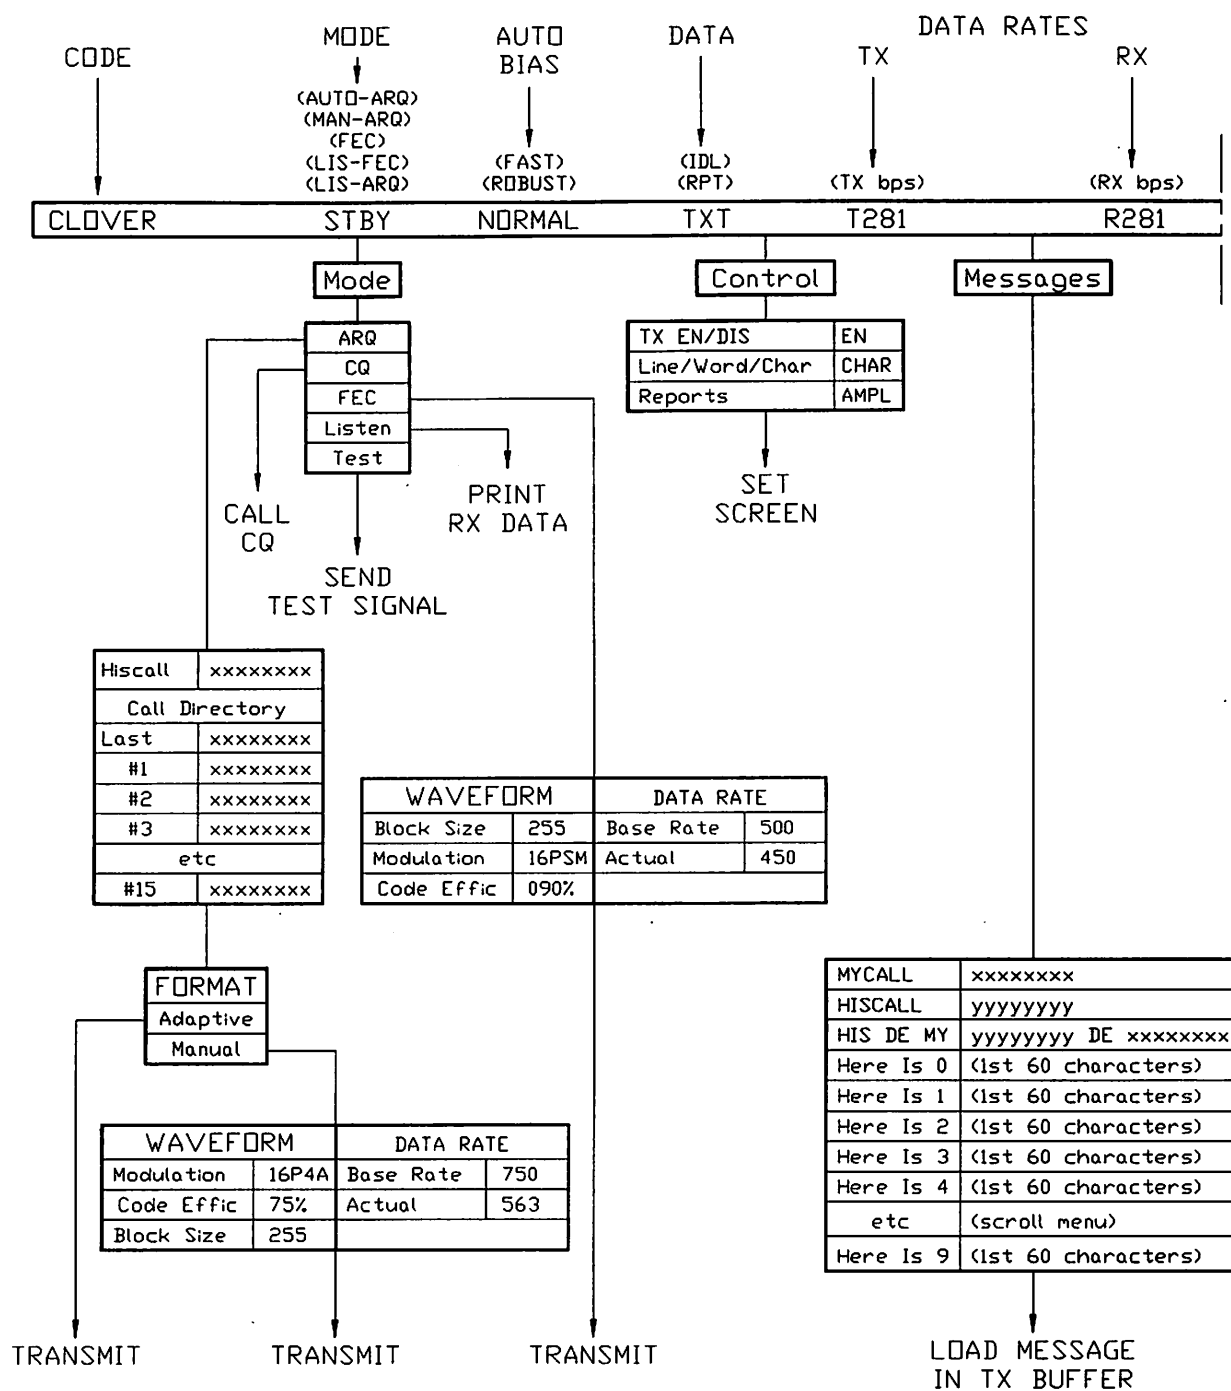 DATA RATES
CODE
MODE
AUTO
BIAS
DATA
TX
RX
(AUTO-ARQ)
(MAN-ARQ)
(FEC)
(LIS-FEC)
(LIS-ARQ)
(FAST)
(ROBUST)
(IDL)
(RPT)
(TX bps)
(RX bps)
CLOVER STBY NORMAL TXT T281 R281
Mode
Control
Messages
ARQ
CQ
FEC
Listen
Test
TX EN/DIS EN
Line/Word/Char CHAR
Reports AMPL
CALL
CQ
SEND
TEST SIGNAL
PRINT
RX DATA
SET
SCREEN
Hiscall xxxxxxxx
Call Directory
Last xxxxxxxx
#1 xxxxxxxx
#2 xxxxxxxx
#3 xxxxxxxx
etc
#15 xxxxxxxx
WAVEFORM DATA RATE
Block Size 255 Base Rate 500
Modulation 16PSM Actual 450
Code Effic 090%
FORMAT
Adaptive
Manual
WAVEFORM DATA RATE
Modulation 16P4A Base Rate 750
Code Effic 75% Actual 563
Block Size 255
MYCALL xxxxxxxx
HISCALL yyyyyyyy
HIS DE MY yyyyyyyy DE xxxxxxxx
Here Is 0 (1st 60 characters)
Here Is 1 (1st 60 characters)
Here Is 2 (1st 60 characters)
Here Is 3 (1st 60 characters)
Here Is 4 (1st 60 characters)
etc (scroll menu)
Here Is 9 (1st 60 characters)
TRANSMIT
TRANSMIT
TRANSMIT
LOAD MESSAGE
IN TX BUFFER